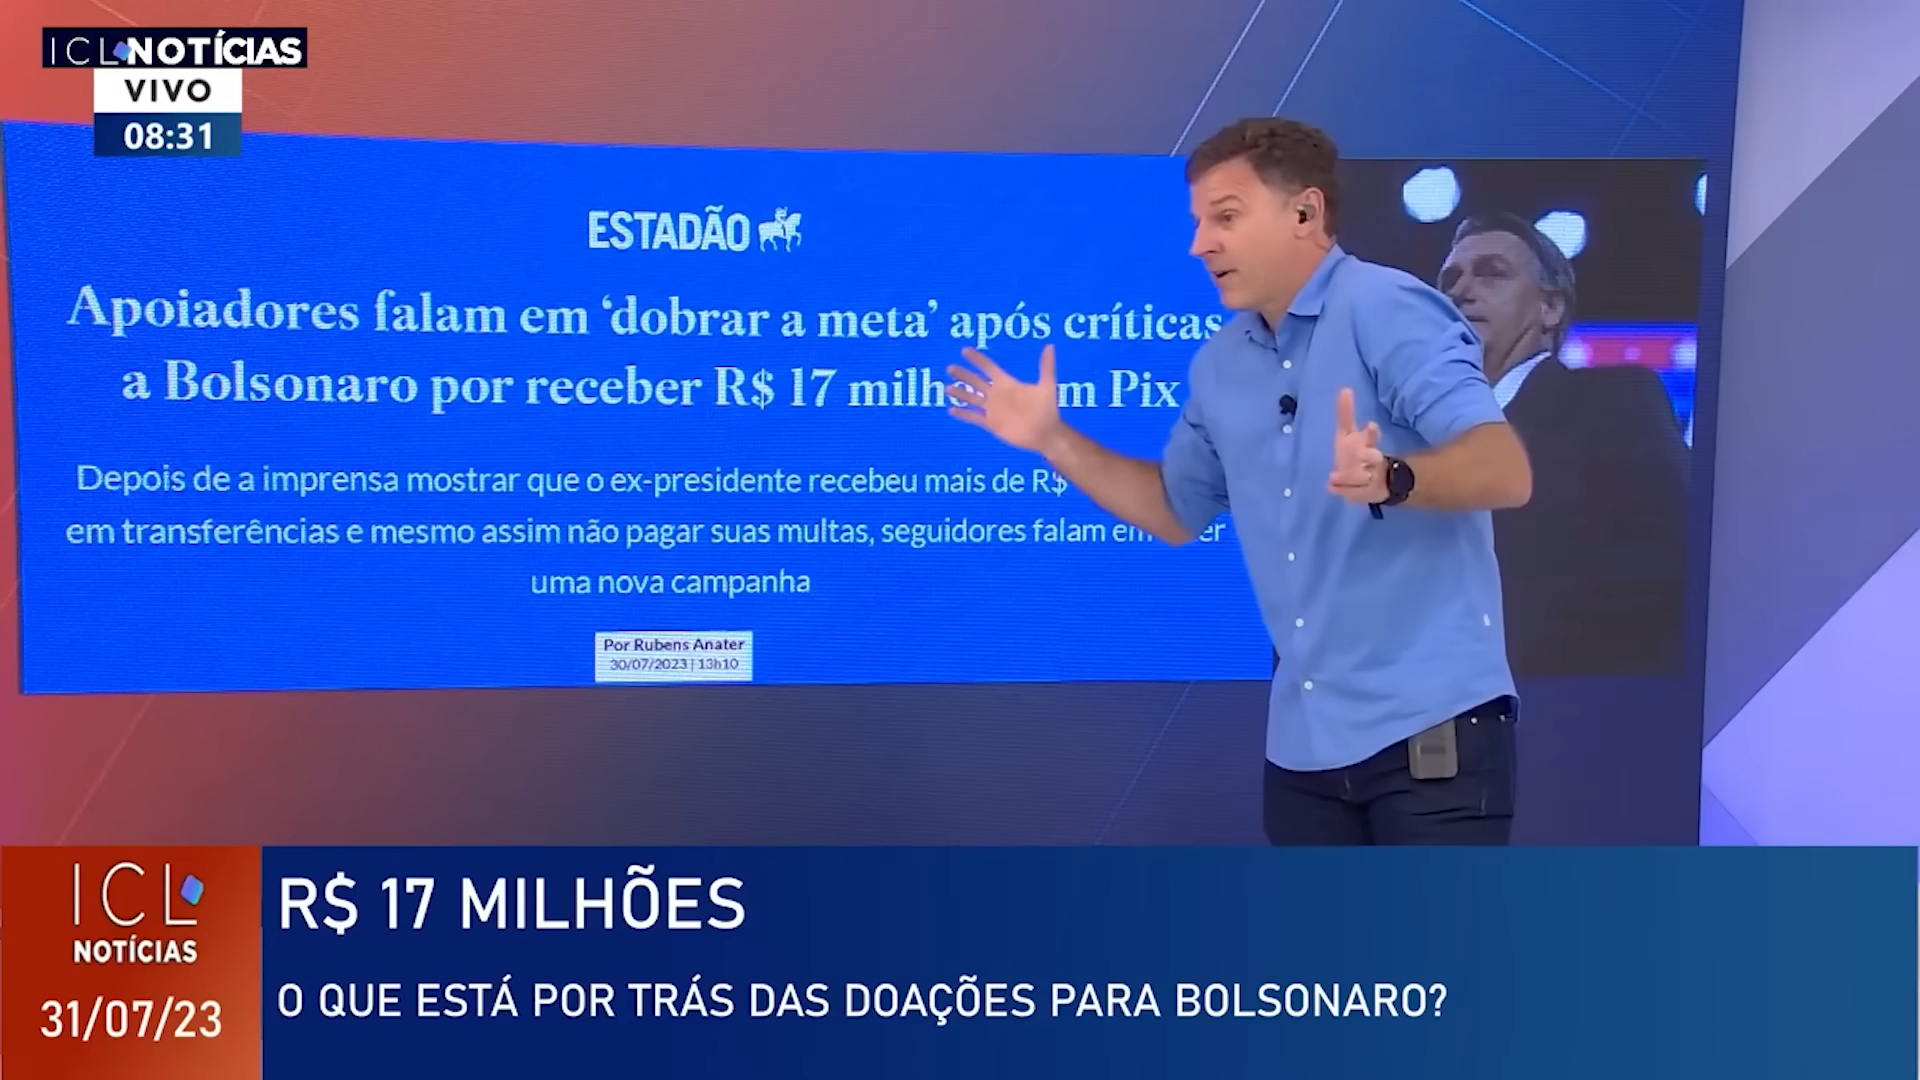 ICL NOTÍCIAS
VIVO
08:31
ESTADÃO
Apoiadores falam em ‘dobrar a meta’ após críticas
a Bolsonaro por receber R$ 17 Pix
Depois de a imprensa mostrar que o ex-presidente recebeu mais de R$
em transferências e mesmo assim não pagar suas multas, seguidores falam em
uma nova campanha
Por Rubens Anater
30/07/2023 | 13h10
ICL
NOTÍCIAS
31/07/23
R$ 17 MILHÕES
O QUE ESTÁ POR TRÁS DAS DOAÇÕES PARA BOLSONARO?